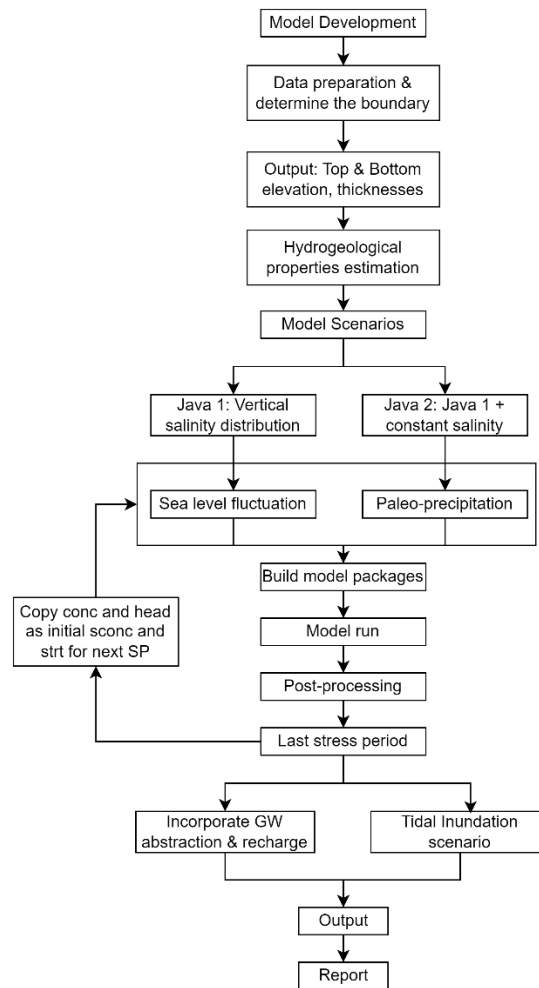 Model Development
Data preparation &
determine the boundary
Output: Top & Bottom
elevation, thicknesses
Hydrogeological
properties estimation
Model Scenarios
Java 1: Vertical
salinity distribution
Java 2: Java 1 +
constant salinity
Sea level fluctuation
Paleo-precipitation
Build model packages
Copy conc and head
as initial sconc and
strt for next SP
Model run
Post-processing
Last stress period
Incorporate GW
abstraction & recharge
Tidal Inundation
scenario
Output
Report